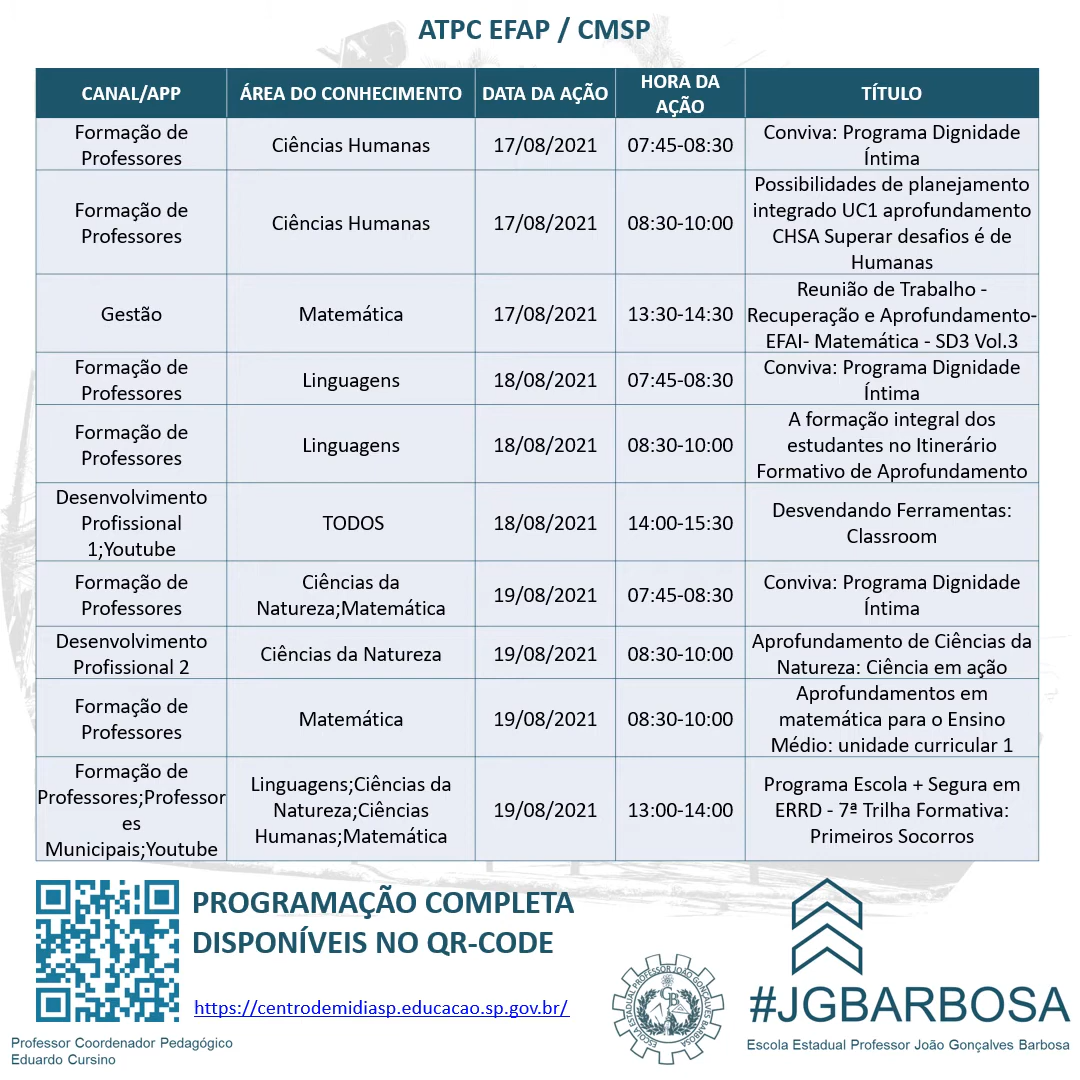 ATPC EFAP / CMSP
CANAL/APP
ÁREA DO CONHECIMENTO
DATA DA AÇÃO
HORA DA
AÇÃO
TÍTULO
Formação de
Professores
Ciências Humanas
17/08/2021
07:45-08:30
Conviva: Programa Dignidade
Íntima
Formação de
Professores
Ciências Humanas
17/08/2021
08:30-10:00
Possibilidades de planejamento
integrado UC1 aprofundamento
CHSA Superar desafios é de
Humanas
Gestão
Matemática
17/08/2021
13:30-14:30
Reunião de Trabalho -
Recuperação e Aprofundamento-
EFAI- Matemática - SD3 Vol.3
Formação de
Professores
Linguagens
18/08/2021
07:45-08:30
Conviva: Programa Dignidade
Íntima
Formação de
Professores
Linguagens
18/08/2021
08:30-10:00
A formação integral dos
estudantes no Itinerário
Formativo de Aprofundamento
Desenvolvimento
Profissional
1;Youtube
TODOS
18/08/2021
14:00-15:30
Desvendando Ferramentas:
Classroom
Formação de
Professores
Ciências da
Natureza;Matemática
19/08/2021
07:45-08:30
Conviva: Programa Dignidade
Íntima
Desenvolvimento
Profissional 2
Ciências da Natureza
19/08/2021
08:30-10:00
Aprofundamento de Ciências da
Natureza: Ciência em ação
Formação de
Professores
Matemática
19/08/2021
08:30-10:00
Aprofundamentos em
matemática para o Ensino
Médio: unidade curricular 1
Formação de
Professores;Professor
es
Municipais;Youtube
Linguagens;Ciências da
Natureza;Ciências
Humanas;Matemática
19/08/2021
13:00-14:00
Programa Escola + Segura em
ERRD - 7ª Trilha Formativa:
Primeiros Socorros
PROGRAMAÇÃO COMPLETA
DISPONÍVEIS NO QR-CODE
https://centrodemidiasp.educacao.sp.gov.br/
Professor Coordenador Pedagógico
Eduardo Cursino
ESCOLA ESTADUAL PROFESSOR JOÃO GONÇALVES BARBOSA
GB
#JGBARBOSA
Escola Estadual Professor João Gonçalves Barbosa